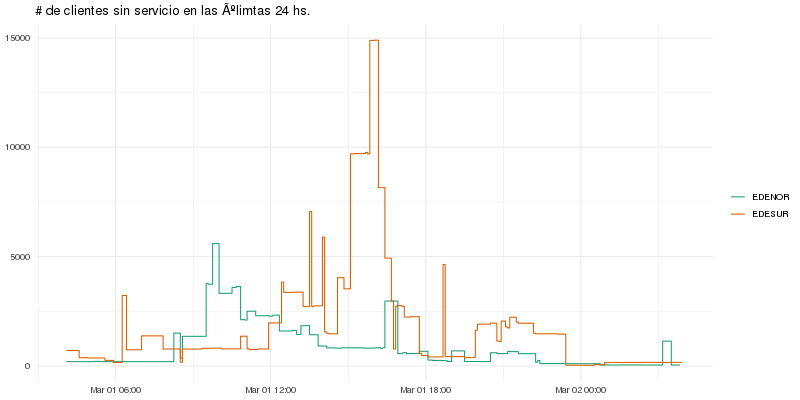 # de clientes sin servicio en las Ãºlimtas 24 hs.
15000
10000
5000
0
Mar 01 06:00
Mar 01 12:00
Mar 01 18:00
Mar 02 00:00
EDENOR
EDESUR